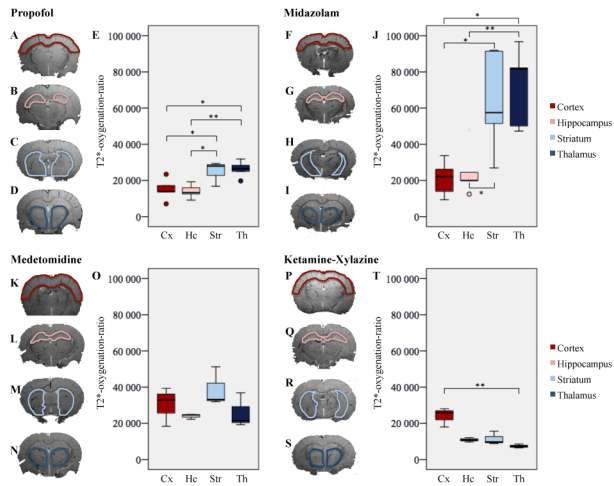 Propofol
A
B
C
D
E
T2*-oxygenation-ratio
100 000
80 000
60 000
40 000
20 000
0
*
**
*
*
Cx Hc Str Th
Midazolam
F
G
H
I
J
T2*-oxygenation-ratio
100 000
80 000
60 000
40 000
20 000
0
*
**
*
*
Cx Hc Str Th
Cortex
Hippocampus
Striatum
Thalamus
Medetomidine
K
L
M
N
O
T2*-oxygenation-ratio
100 000
80 000
60 000
40 000
20 000
0
Cx Hc Str Th
Ketamine-Xylazine
P
Q
R
S
T
T2*-oxygenation-ratio
100 000
80 000
60 000
40 000
20 000
0
**
Cx Hc Str Th
Cortex
Hippocampus
Striatum
Thalamus